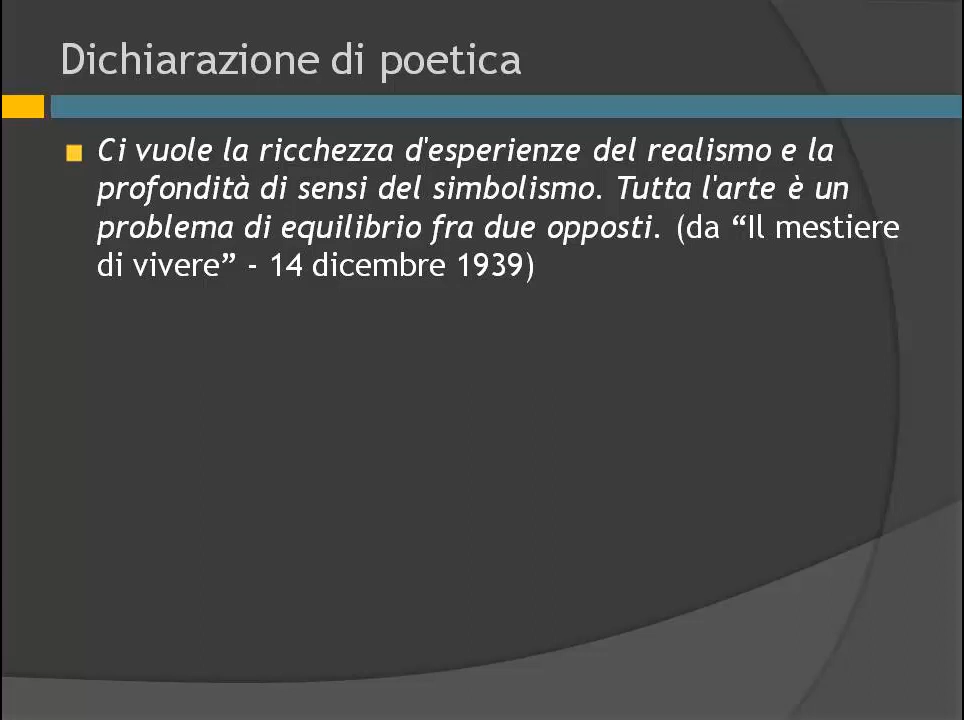 Dichiarazione di poetica
Ci vuole la ricchezza d'esperienze del realismo e la
profondità di sensi del simbolismo. Tutta l'arte è un
problema di equilibrio fra due opposti. (da “Il mestiere
di vivere” - 14 dicembre 1939)